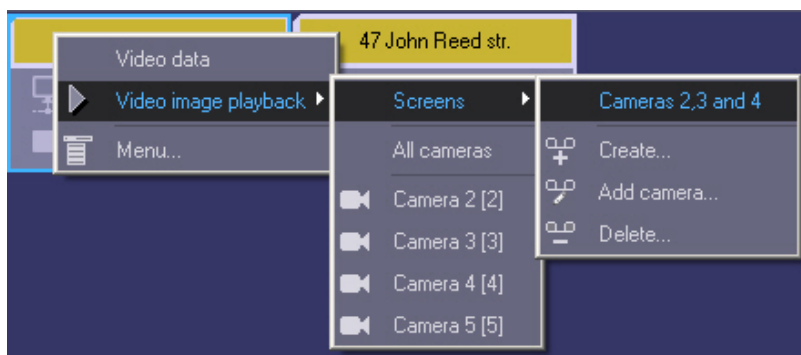 47 John Reed str.
Video data
Video image playback
Menu...
Screens
All cameras
Camera 2 [2]
Camera 3 [3]
Camera 4 [4]
Camera 5 [5]
Cameras 2,3 and 4
Create...
Add camera...
Delete...